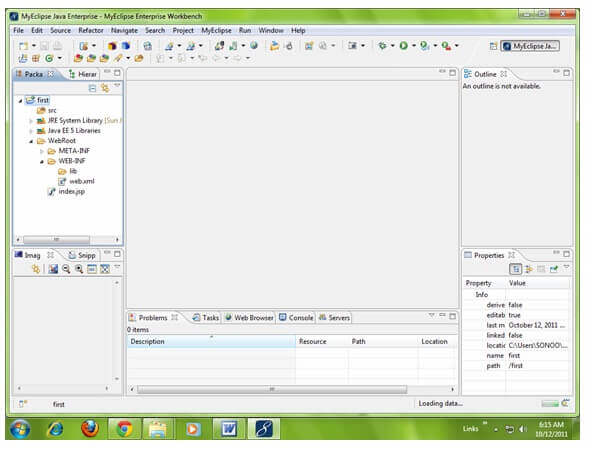 MyEclipse Java Enterprise - MyEclipse Enterprise Workbench
File Edit Source Refactor Navigate Search Project MyEclipse Run Window Help
MyEclipse Ja...
Packa
Hierar
first
src
JRE System Library [Sun J
Java EE 5 Libraries
WebRoot
META-INF
WEB-INF
lib
web.xml
index.jsp
Outline
An outline is not available.
Imag
Snipp
Problems Tasks Web Browser Console Servers
0 items
Description Resource Path Location
Properties
Property Value
Info
derive false
editab true
last m October 12, 2011 ...
linked false
locatic C:\Users\SONOO\...
name first
path /first
first
Loading data...
Links
6:15 AM
10/12/2011